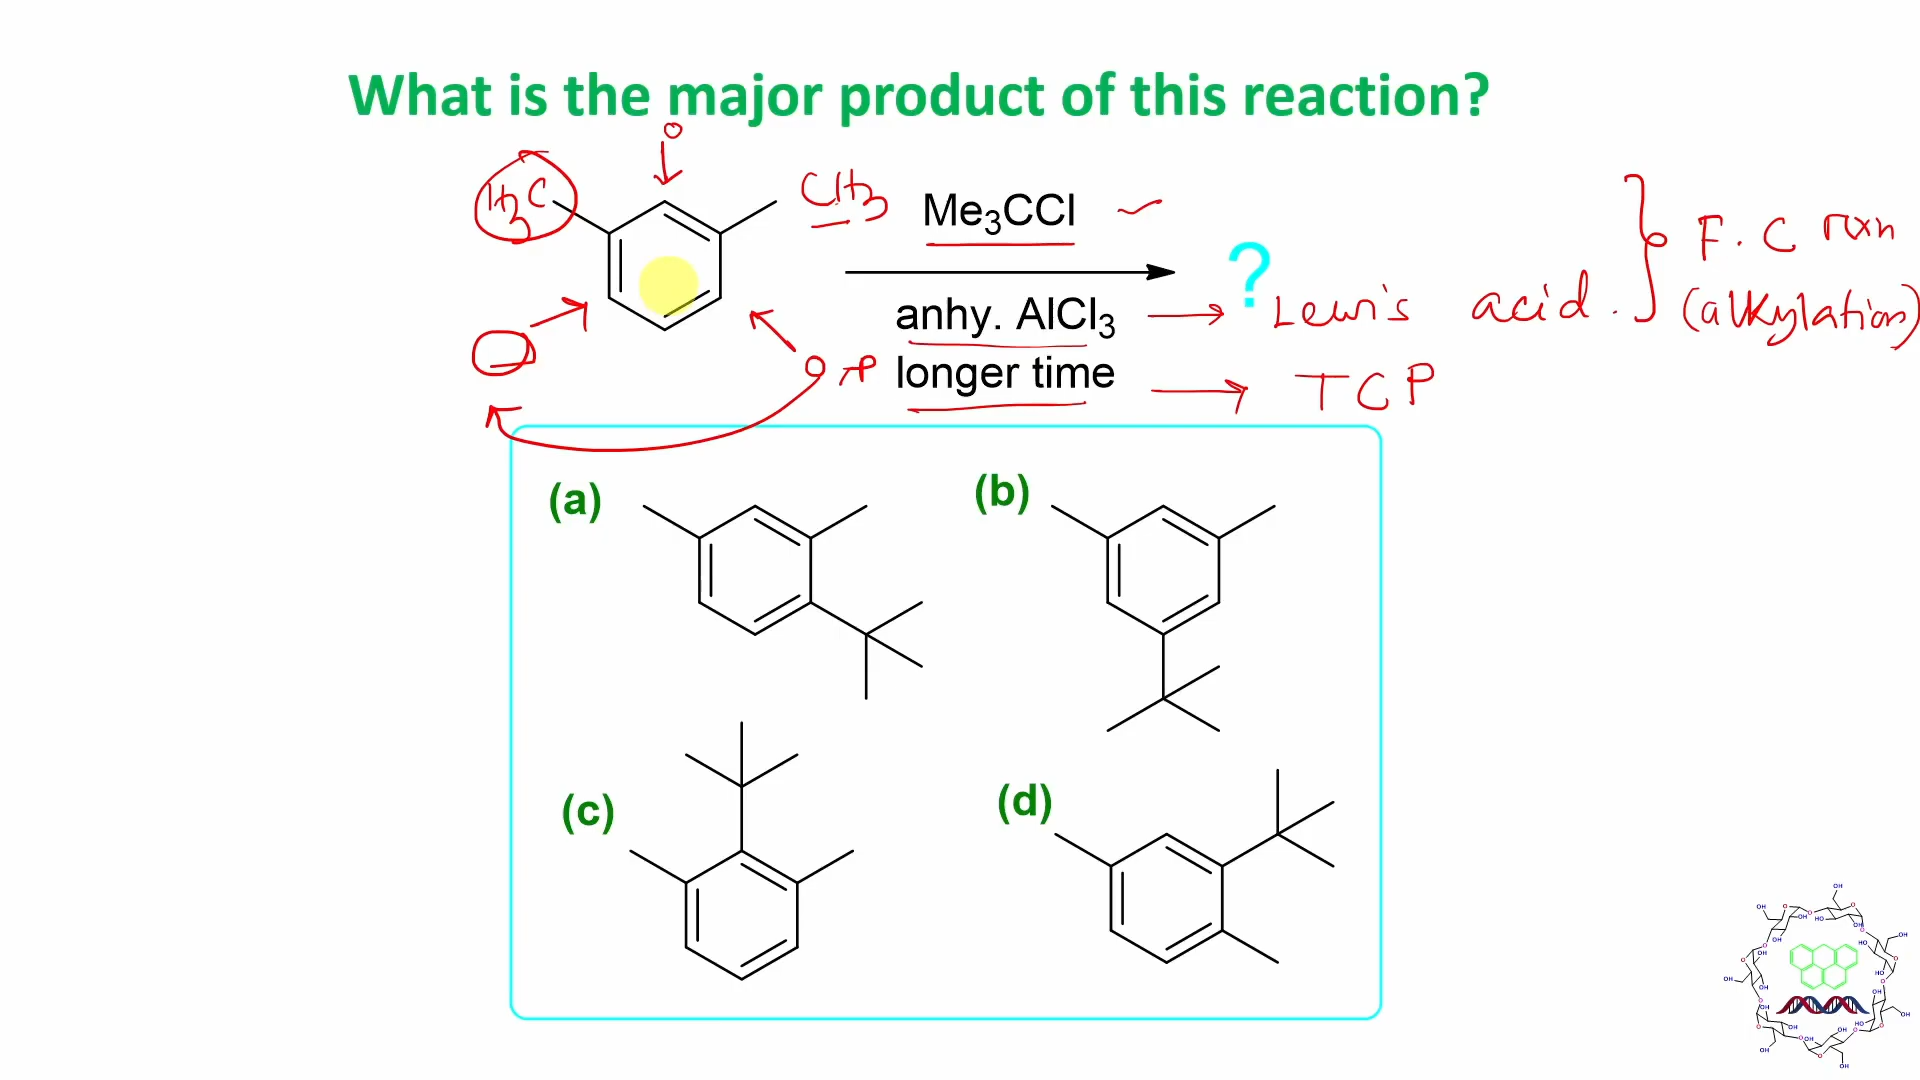 What is the major product of this reaction?
o
H3C
CH3
Me3CCl
F. C rxn
?
anhy. AlCl3
Lewis acid.
(alkylation)
o
o, p
longer time
TCP
(a)
(b)
(c)
(d)